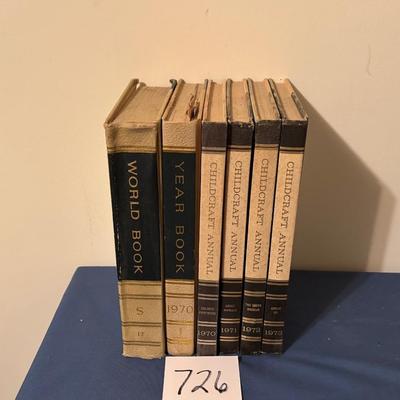 WORLD BOOK
S
17
YEAR BOOK
1970
CHILDCRAFT ANNUAL
1970
CHILDCRAFT ANNUAL
1971
CHILDCRAFT ANNUAL
1972
CHILDCRAFT ANNUAL
1973
726